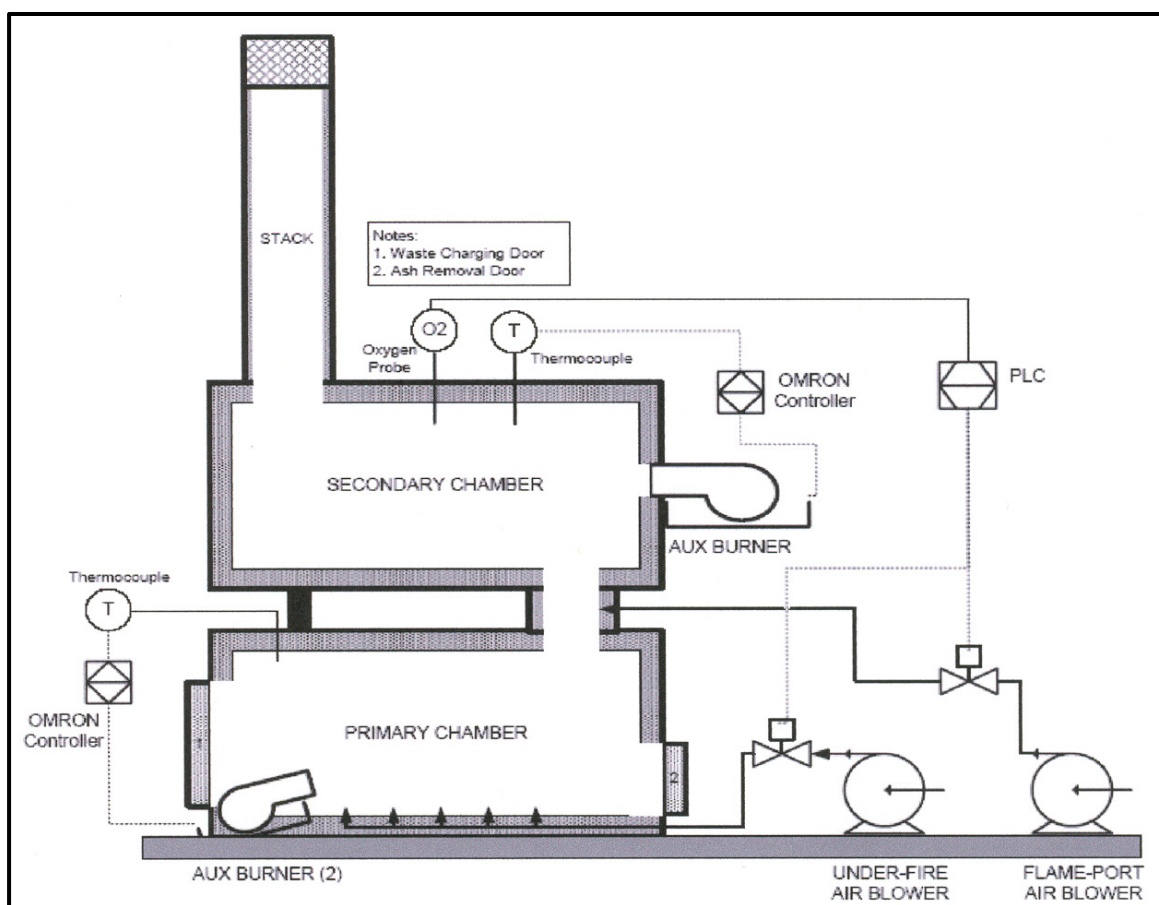 STACK
Notes:
1. Waste Charging Door
2. Ash Removal Door
O2
T
Oxygen
Probe
Thermocouple
OMRON
Controller
PLC
SECONDARY CHAMBER
AUX BURNER
Thermocouple
T
OMRON
Controller
PRIMARY CHAMBER
1
2
AUX BURNER (2)
UNDER-FIRE
AIR BLOWER
FLAME-PORT
AIR BLOWER